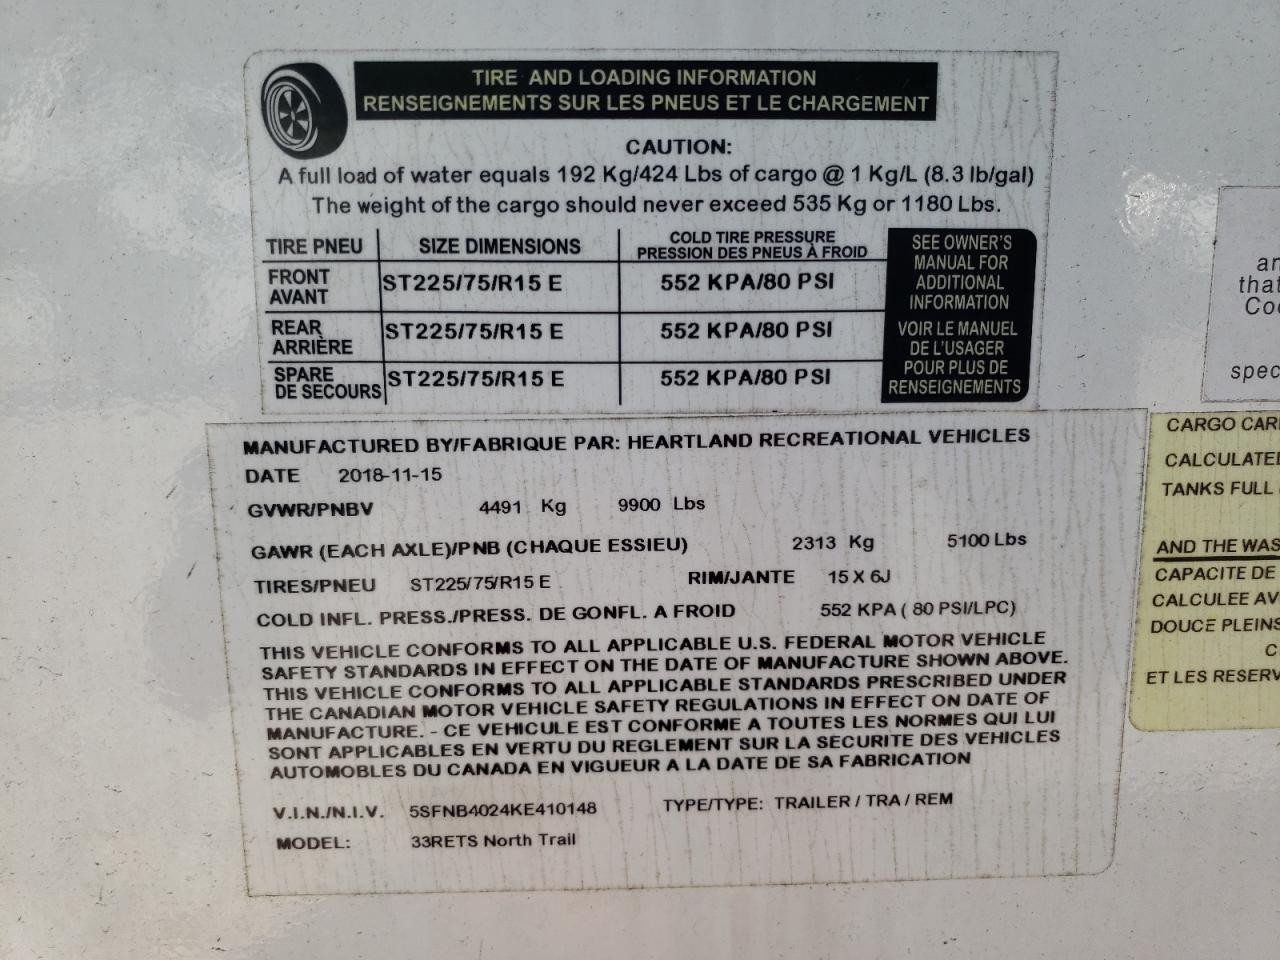 TIRE AND LOADING INFORMATION
RENSEIGNEMENTS SUR LES PNEUS ET LE CHARGEMENT
CAUTION:
A full load of water equals 192 Kg/424 Lbs of cargo @ 1 Kg/L (8.3 lb/gal)
The weight of the cargo should never exceed 535 Kg or 1180 Lbs.
TIRE PNEU SIZE DIMENSIONS COLD TIRE PRESSURE
PRESSION DES PNEUS À FROID
FRONT
AVANT ST225/75/R15 E 552 KPA/80 PSI
REAR
ARRIÈRE ST225/75/R15 E 552 KPA/80 PSI
SPARE
DE SECOURS ST225/75/R15 E 552 KPA/80 PSI
SEE OWNER'S
MANUAL FOR
ADDITIONAL
INFORMATION
VOIR LE MANUEL
DE L'USAGER
POUR PLUS DE
RENSEIGNEMENTS
MANUFACTURED BY/FABRIQUE PAR: HEARTLAND RECREATIONAL VEHICLES
DATE 2018-11-15
GVWR/PNBV 4491 Kg 9900 Lbs
GAWR (EACH AXLE)/PNB (CHAQUE ESSIEU) 2313 Kg 5100 Lbs
TIRES/PNEU ST225/75/R15 E RIM/JANTE 15 X 6J
COLD INFL. PRESS./PRESS. DE GONFL. A FROID 552 KPA ( 80 PSI/LPC)
THIS VEHICLE CONFORMS TO ALL APPLICABLE U.S. FEDERAL MOTOR VEHICLE
SAFETY STANDARDS IN EFFECT ON THE DATE OF MANUFACTURE SHOWN ABOVE.
THIS VEHICLE CONFORMS TO ALL APPLICABLE STANDARDS PRESCRIBED UNDER
THE CANADIAN MOTOR VEHICLE SAFETY REGULATIONS IN EFFECT ON DATE OF
MANUFACTURE. - CE VEHICULE EST CONFORME A TOUTES LES NORMES QUI LUI
SONT APPLICABLES EN VERTU DU REGLEMENT SUR LA SECURITE DES VEHICLES
AUTOMOBLES DU CANADA EN VIGUEUR A LA DATE DE SA FABRICATION
V.I.N./N.I.V. 5SFNB4024KE410148 TYPE/TYPE: TRAILER / TRA / REM
MODEL: 33RETS North Trail
an
that
Co
spec
CARGO CAR
CALCULATED
TANKS FULL
AND THE WAS
CAPACITE DE
CALCULEE AV
DOUCE PLEINS
C
ET LES RESERV